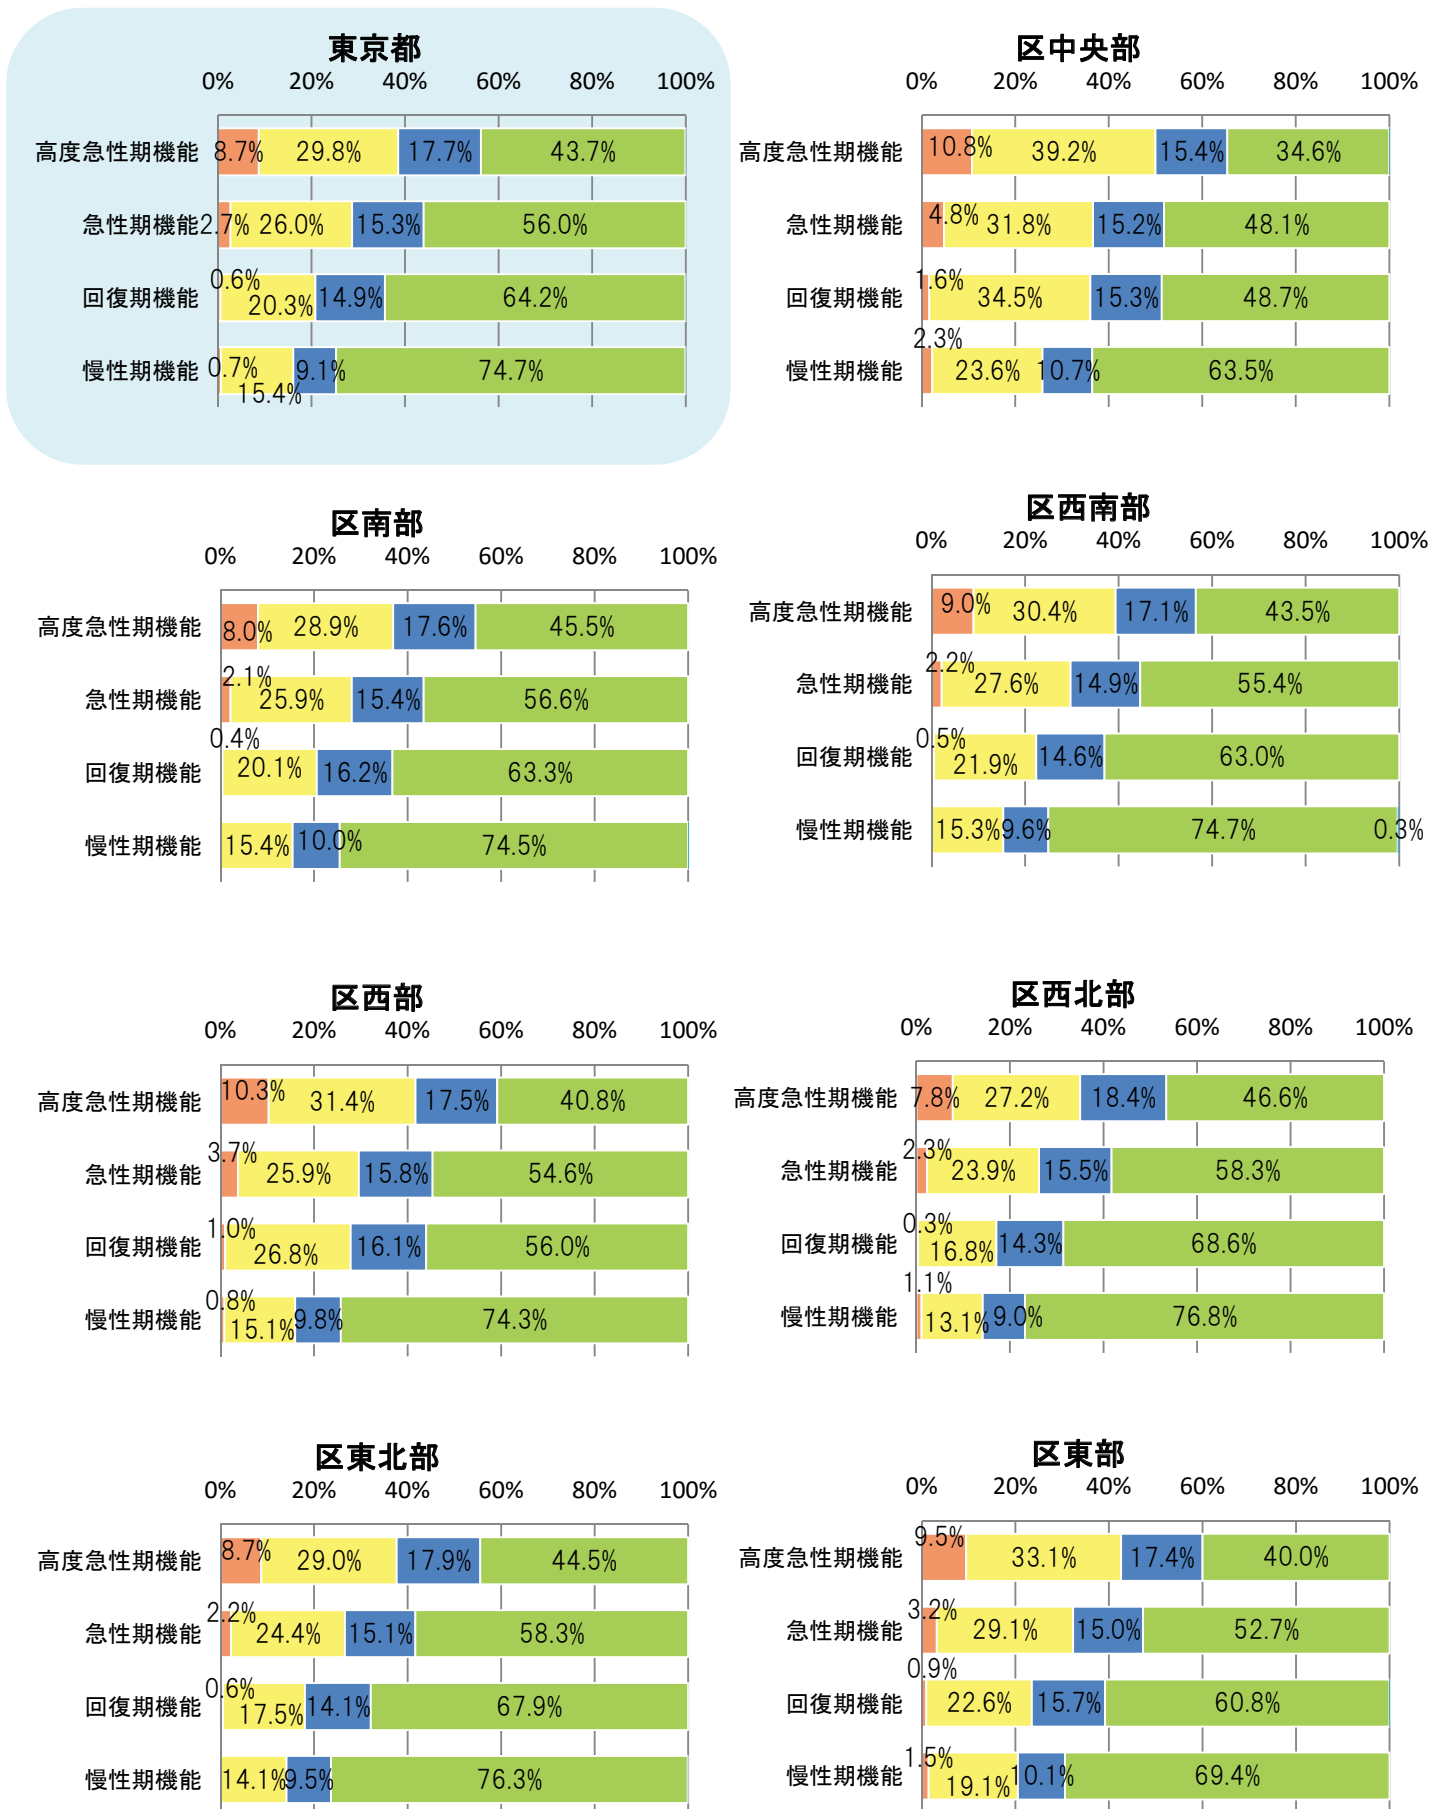 東京都
0% 20% 40% 60% 80% 100%
高度急性期機能 8.7% 29.8% 17.7% 43.7%
急性期機能 2.7% 26.0% 15.3% 56.0%
回復期機能 0.6% 20.3% 14.9% 64.2%
慢性期機能 0.7% 15.4% 9.1% 74.7%
区中央部
0% 20% 40% 60% 80% 100%
高度急性期機能 10.8% 39.2% 15.4% 34.6%
急性期機能 4.8% 31.8% 15.2% 48.1%
回復期機能 1.6% 34.5% 15.3% 48.7%
慢性期機能 2.3% 23.6% 10.7% 63.5%
区南部
0% 20% 40% 60% 80% 100%
高度急性期機能 8.0% 28.9% 17.6% 45.5%
急性期機能 2.1% 25.9% 15.4% 56.6%
回復期機能 0.4% 20.1% 16.2% 63.3%
慢性期機能 15.4% 10.0% 74.5%
区西南部
0% 20% 40% 60% 80% 100%
高度急性期機能 9.0% 30.4% 17.1% 43.5%
急性期機能 2.2% 27.6% 14.9% 55.4%
回復期機能 0.5% 21.9% 14.6% 63.0%
慢性期機能 15.3% 9.6% 74.7% 0.3%
区西部
0% 20% 40% 60% 80% 100%
高度急性期機能 10.3% 31.4% 17.5% 40.8%
急性期機能 3.7% 25.9% 15.8% 54.6%
回復期機能 1.0% 26.8% 16.1% 56.0%
慢性期機能 0.8% 15.1% 9.8% 74.3%
区西北部
0% 20% 40% 60% 80% 100%
高度急性期機能 7.8% 27.2% 18.4% 46.6%
急性期機能 2.3% 23.9% 15.5% 58.3%
回復期機能 0.3% 16.8% 14.3% 68.6%
慢性期機能 1.1% 13.1% 9.0% 76.8%
区東北部
0% 20% 40% 60% 80% 100%
高度急性期機能 8.7% 29.0% 17.9% 44.5%
急性期機能 2.2% 24.4% 15.1% 58.3%
回復期機能 0.6% 17.5% 14.1% 67.9%
慢性期機能 14.1% 9.5% 76.3%
区東部
0% 20% 40% 60% 80% 100%
高度急性期機能 9.5% 33.1% 17.4% 40.0%
急性期機能 3.2% 29.1% 15.0% 52.7%
回復期機能 0.9% 22.6% 15.7% 60.8%
慢性期機能 1.5% 19.1% 10.1% 69.4%